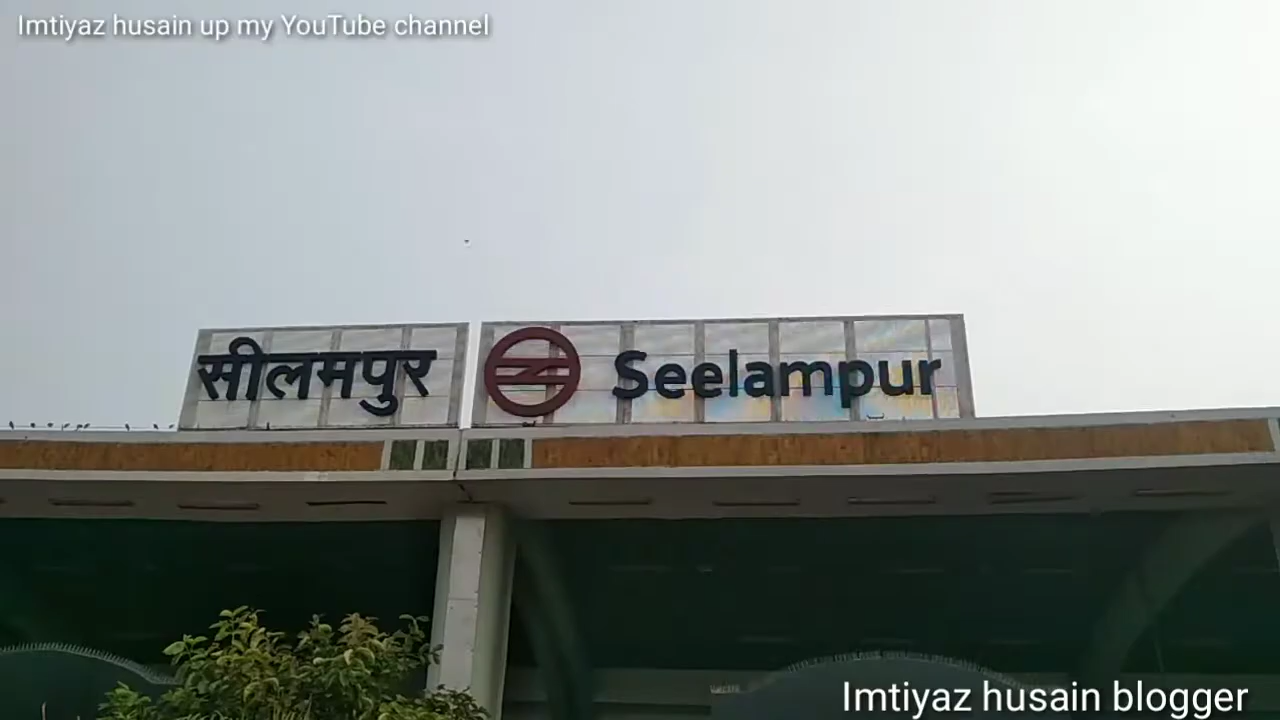 Imtiyaz husain up my YouTube channel
सीलमपुर Seelampur
Imtiyaz husain blogger